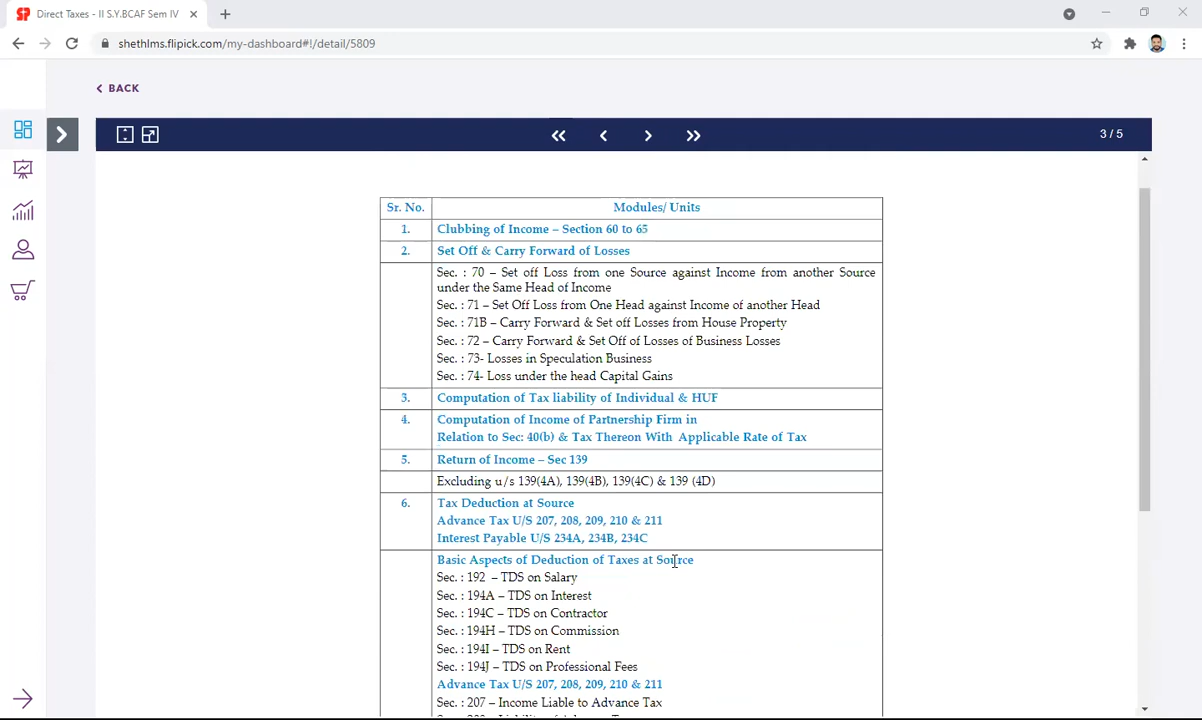 Direct Taxes - II S.Y.BCAF Sem IV
shethlms.flipick.com/my-dashboard#!/detail/5809
BACK
3 / 5
Sr. No. Modules/ Units
1. Clubbing of Income – Section 60 to 65
2. Set Off & Carry Forward of Losses
Sec. : 70 – Set off Loss from one Source against Income from another Source
under the Same Head of Income
Sec. : 71 – Set Off Loss from One Head against Income of another Head
Sec. : 71B – Carry Forward & Set off Losses from House Property
Sec. : 72 – Carry Forward & Set Off of Losses of Business Losses
Sec. : 73- Losses in Speculation Business
Sec. : 74- Loss under the head Capital Gains
3. Computation of Tax liability of Individual & HUF
4. Computation of Income of Partnership Firm in
Relation to Sec: 40(b) & Tax Thereon With Applicable Rate of Tax
5. Return of Income – Sec 139
Excluding u/s 139(4A), 139(4B), 139(4C) & 139 (4D)
6. Tax Deduction at Source
Advance Tax U/S 207, 208, 209, 210 & 211
Interest Payable U/S 234A, 234B, 234C
Basic Aspects of Deduction of Taxes at Source
Sec. : 192 – TDS on Salary
Sec. : 194A – TDS on Interest
Sec. : 194C – TDS on Contractor
Sec. : 194H – TDS on Commission
Sec. : 194I – TDS on Rent
Sec. : 194J – TDS on Professional Fees
Advance Tax U/S 207, 208, 209, 210 & 211
Sec. : 207 – Income Liable to Advance Tax